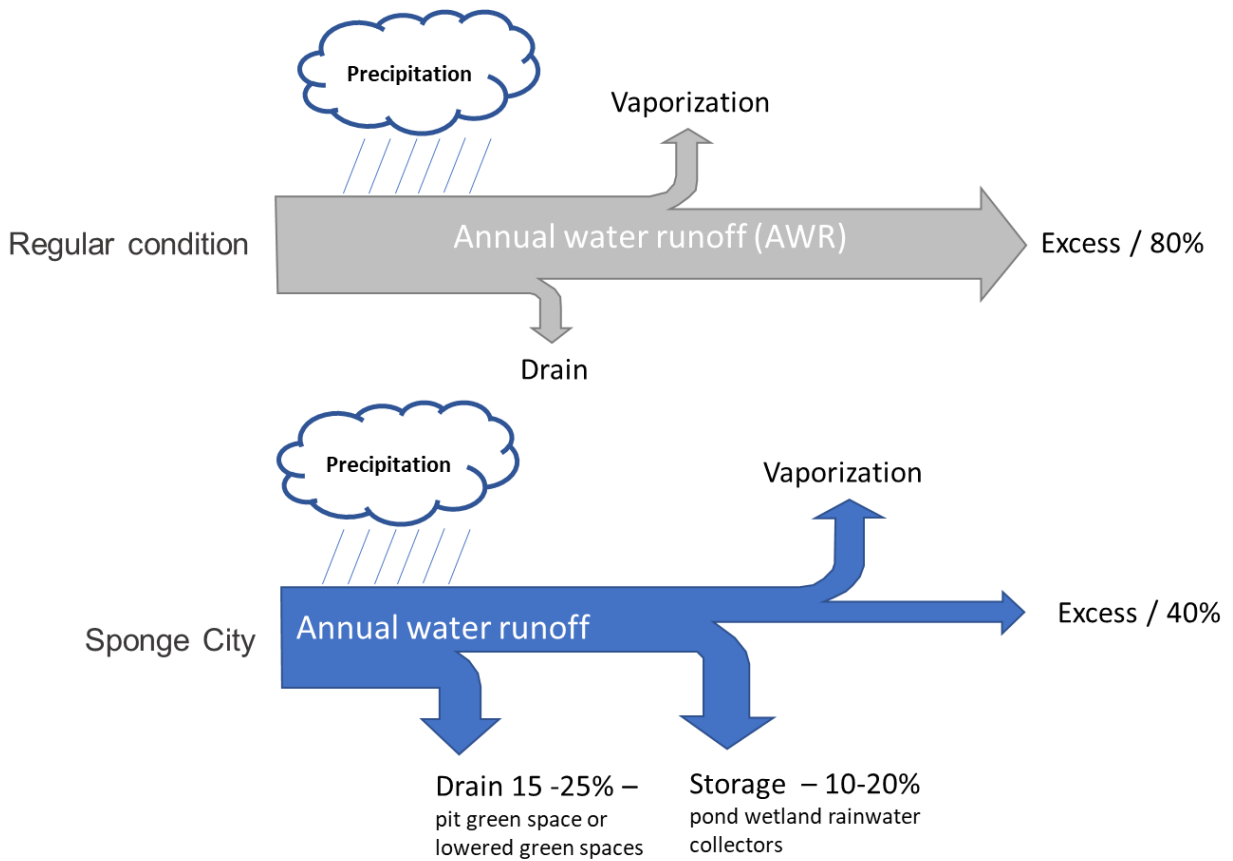 Precipitation
Vaporization
Regular condition
Annual water runoff (AWR)
Excess / 80%
Drain
Precipitation
Vaporization
Sponge City
Annual water runoff
Excess / 40%
Drain 15 -25% –
pit green space or
lowered green spaces
Storage – 10-20%
pond wetland rainwater
collectors